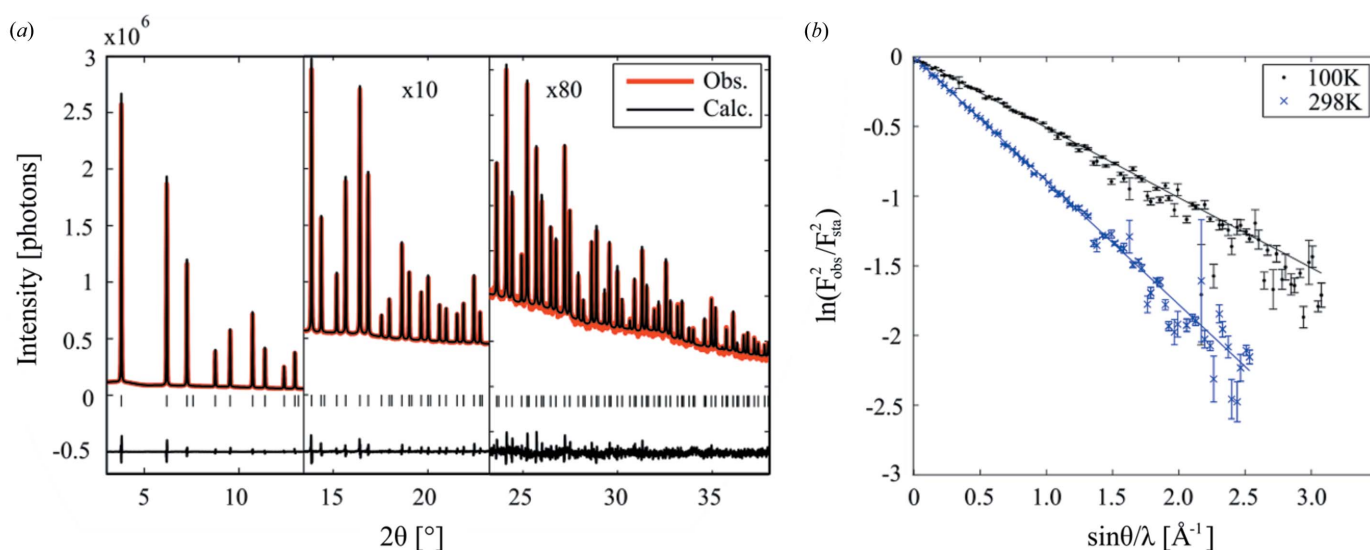 (a)
x10⁶
3
2.5
2
1.5
1
0.5
0
-0.5
Intensity [photons]
x10
x80
Obs.
Calc.
5 10 15 20 25 30 35
2θ [°]
(b)
-0
-0.5
-1
-1.5
-2
-2.5
-3
ln(F²obs/F²sta)
100K
298K
0 0.5 1.0 1.5 2.0 2.5 3.0
sinθ/λ [Å⁻¹]